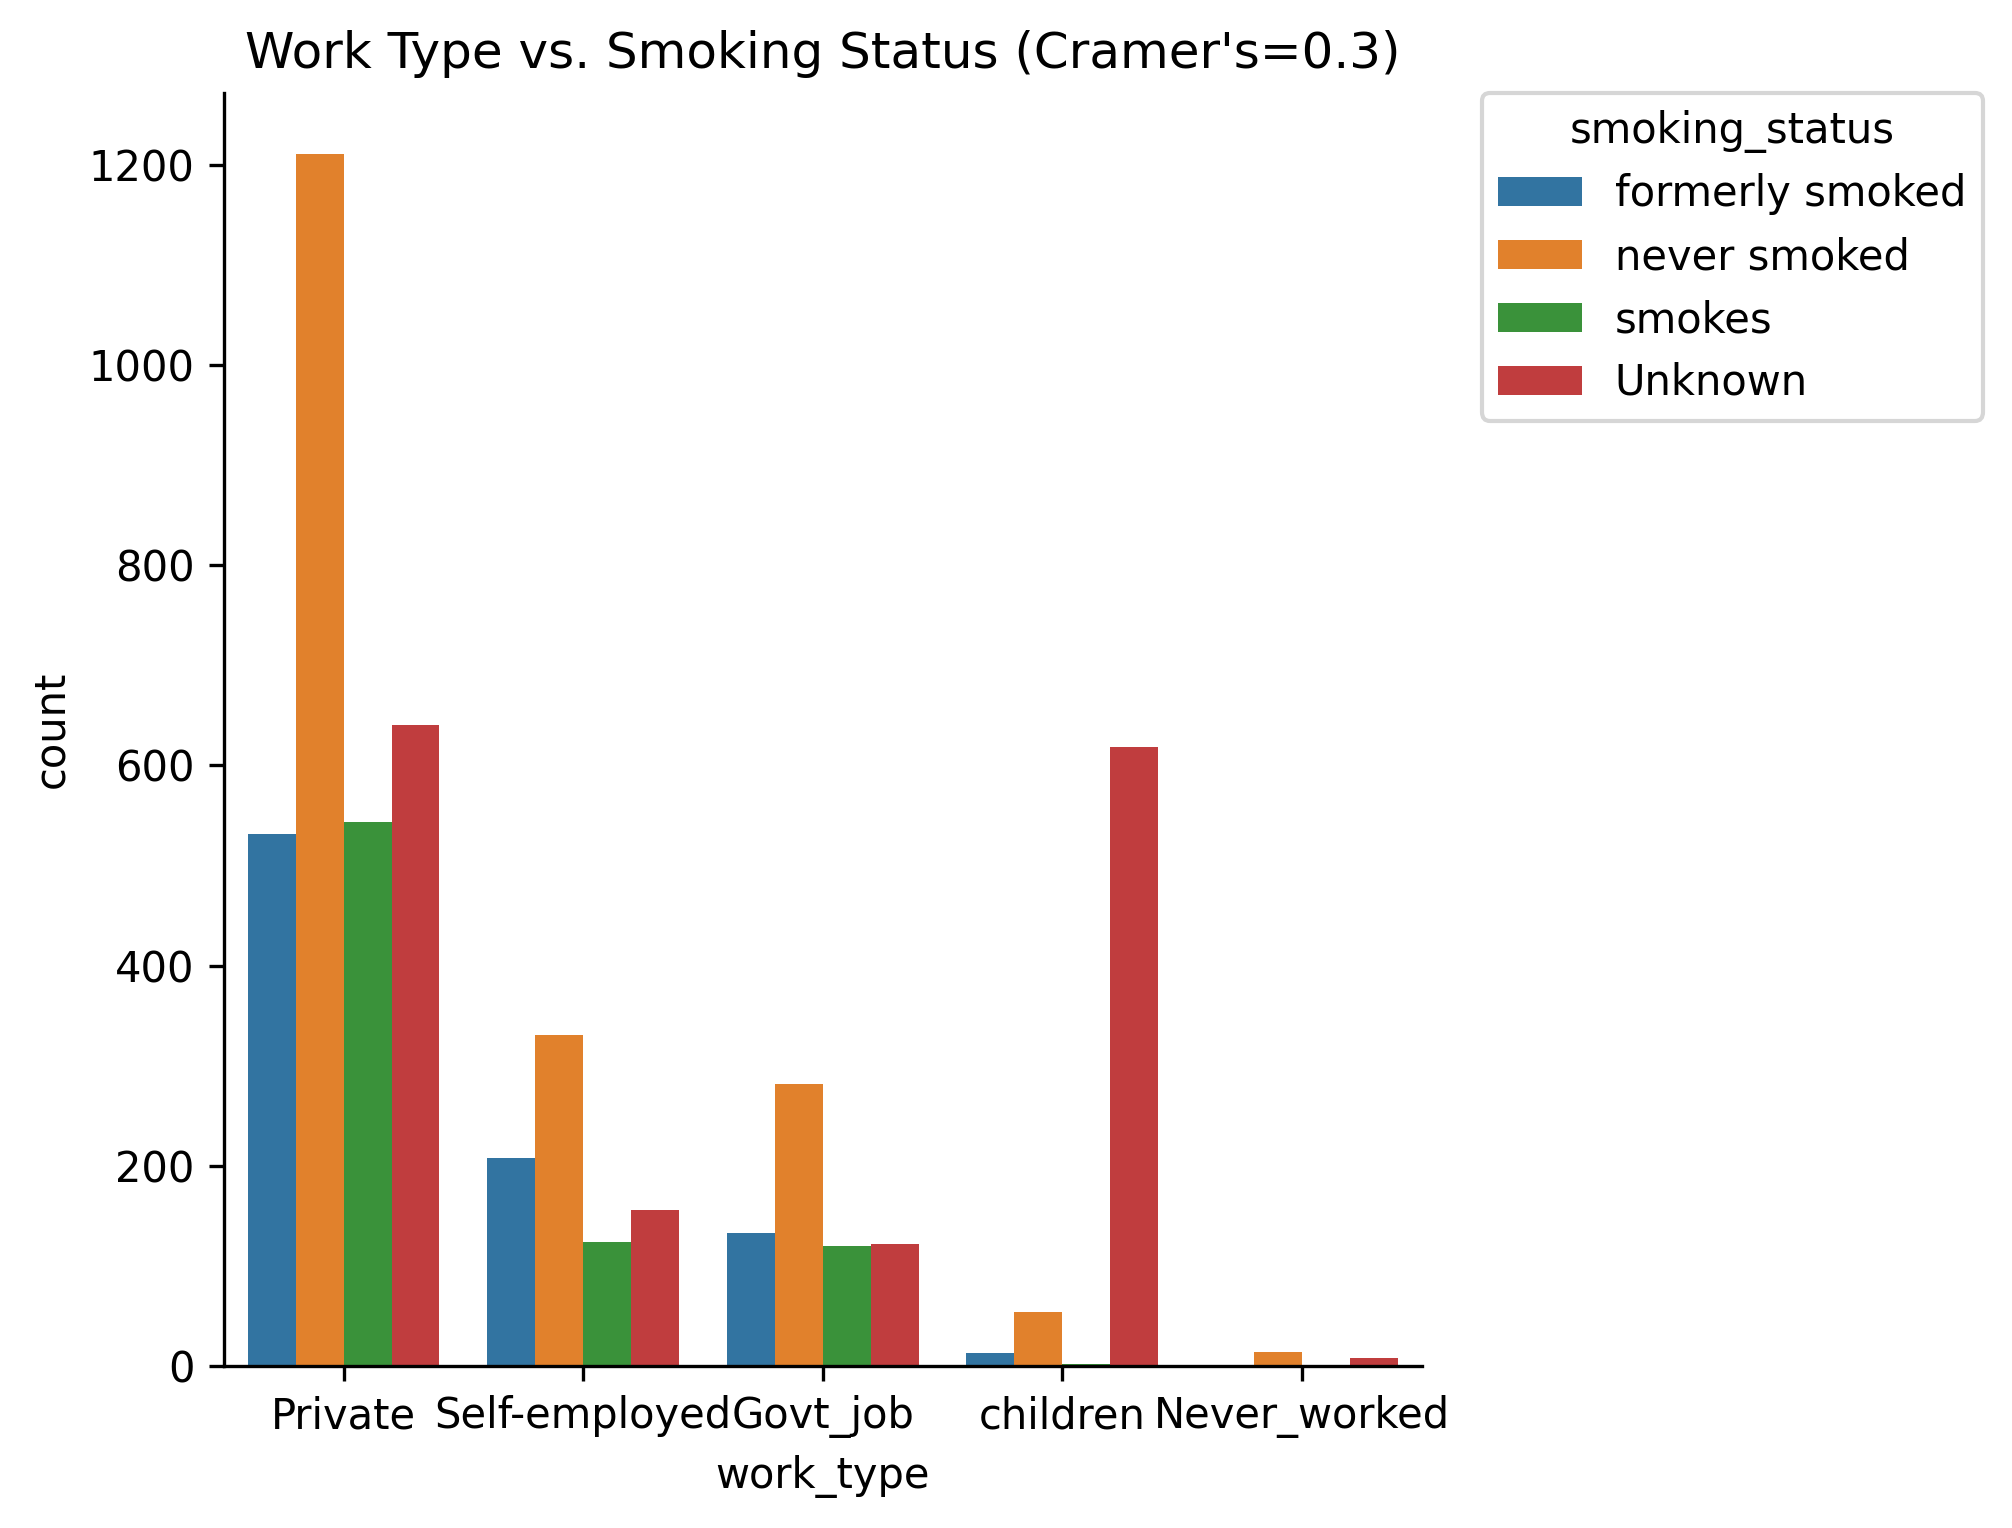 Work Type vs. Smoking Status (Cramer's=0.3)
smoking_status
formerly smoked
never smoked
smokes
Unknown
1200
1000
800
600
400
200
0
count
Private Self-employed Govt_job children Never_worked
work_type